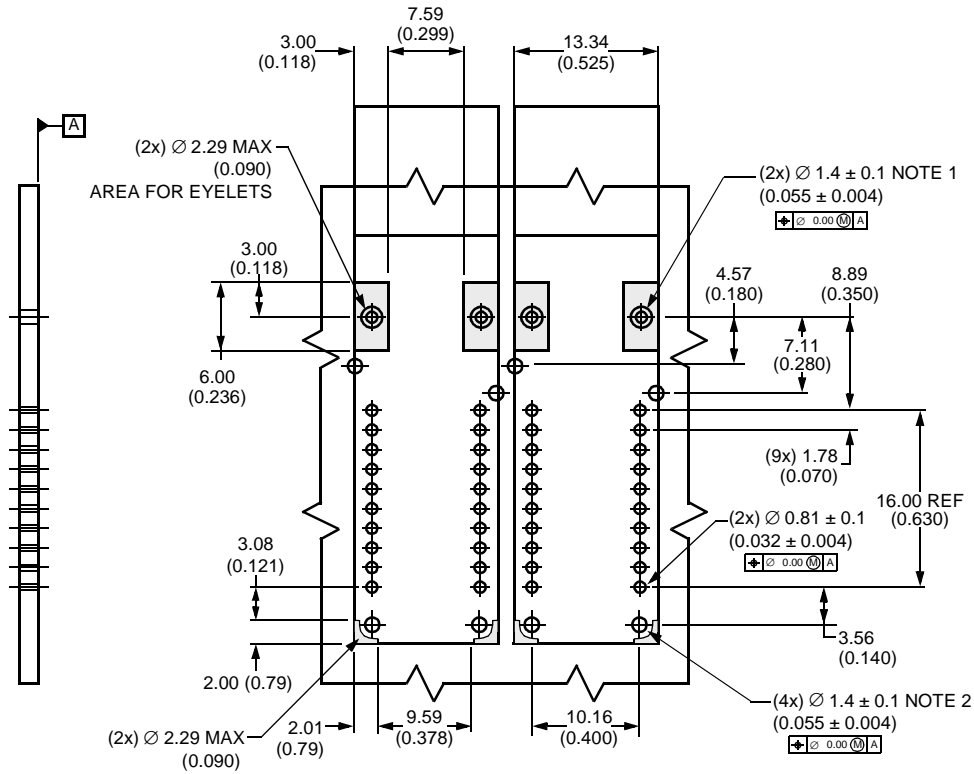 7.59
(0.299)
3.00
(0.118)
13.34
(0.525)
A
(2x) ∅ 2.29 MAX
(0.090)
AREA FOR EYELETS
(2x) ∅ 1.4 ± 0.1 NOTE 1
(0.055 ± 0.004)
⌖ ∅ 0.00 Ⓜ A
3.00
(0.118)
4.57
(0.180)
8.89
(0.350)
7.11
(0.280)
6.00
(0.236)
(9x) 1.78
(0.070)
16.00 REF
(0.630)
(2x) ∅ 0.81 ± 0.1
(0.032 ± 0.004)
⌖ ∅ 0.00 Ⓜ A
3.08
(0.121)
3.56
(0.140)
2.00 (0.79)
(4x) ∅ 1.4 ± 0.1 NOTE 2
(0.055 ± 0.004)
⌖ ∅ 0.00 Ⓜ A
2.01
(0.79)
9.59
(0.378)
10.16
(0.400)
(2x) ∅ 2.29 MAX
(0.090)